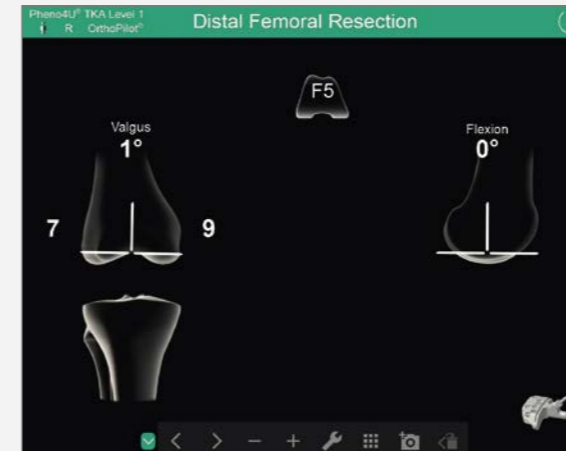 Pheno4U® TKA Level 1
R OrthoPilot®
Distal Femoral Resection
F5
Valgus
1°
Flexion
0°
7
9